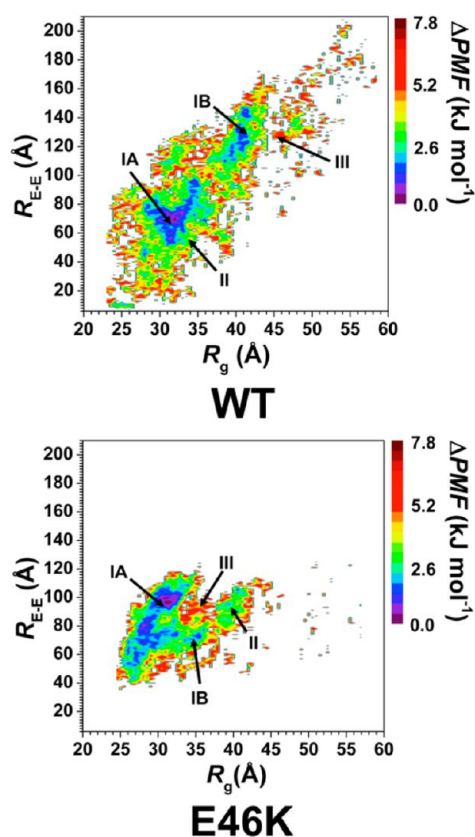 200
180
160
140
120
100
80
60
40
20
R_E-E (Å)
IB
IA
III
II
20 25 30 35 40 45 50 55 60
R_g (Å)
7.8
5.2
2.6
0.0
ΔPMF (kJ mol⁻¹)
WT
200
180
160
140
120
100
80
60
40
20
R_E-E (Å)
IA
III
II
IB
20 25 30 35 40 45 50 55 60
R_g (Å)
7.8
5.2
2.6
0.0
ΔPMF (kJ mol⁻¹)
E46K